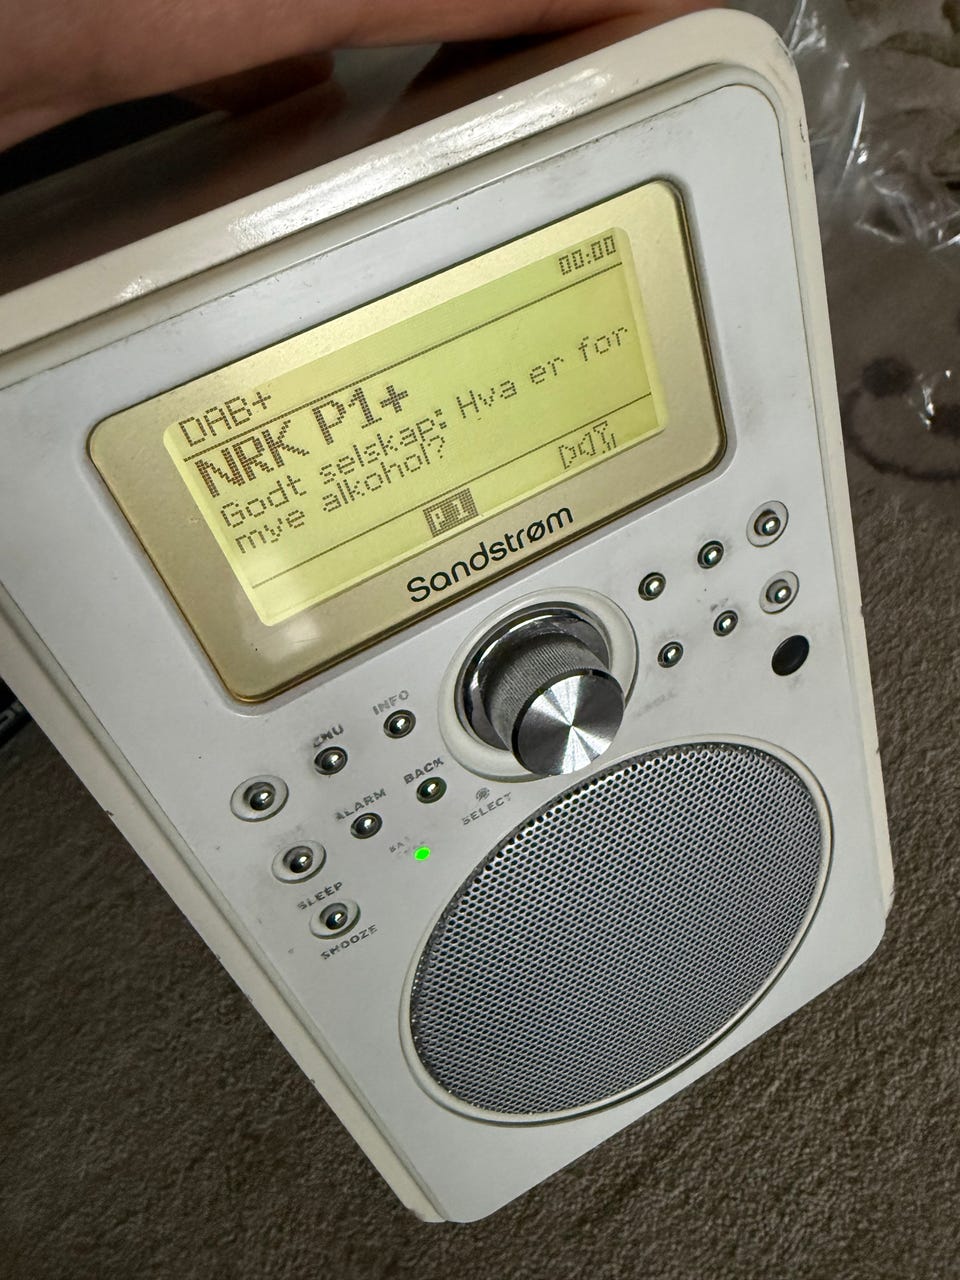 00:00
DAB+
NRK P1+
Godt selskap: Hva er for
mye alkohol?
P1
Sandstrøm
INFO
BACK
ALARM
SELECT
SLEEP
SNOOZE